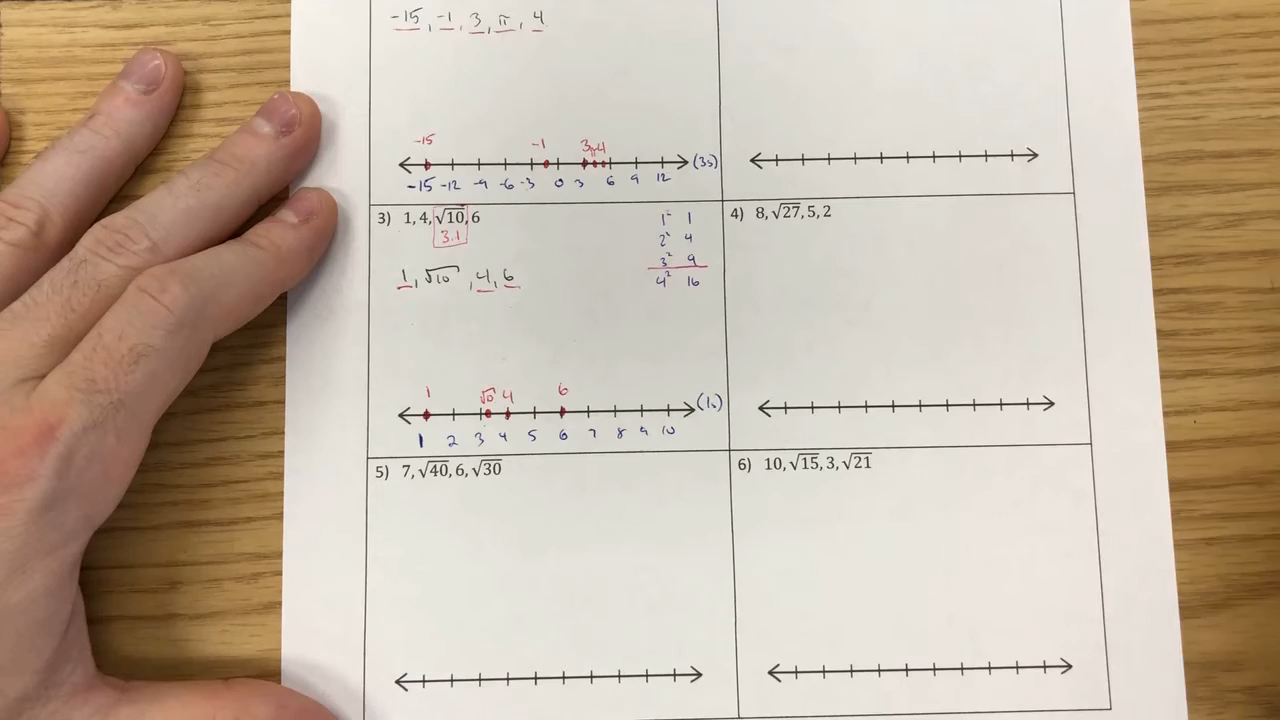 -15, -1, 3, π, 4
-15 -1 3 π 4
(3s)
-15 -12 -9 -6 -3 0 3 6 9 12
3) 1, 4, √10, 6
3.1
1, √10, 4, 6
1² 1
2² 4
3² 9
4² 16
1 √10 4 6
(1s)
1 2 3 4 5 6 7 8 9 10
4) 8, √27, 5, 2
5) 7, √40, 6, √30
6) 10, √15, 3, √21